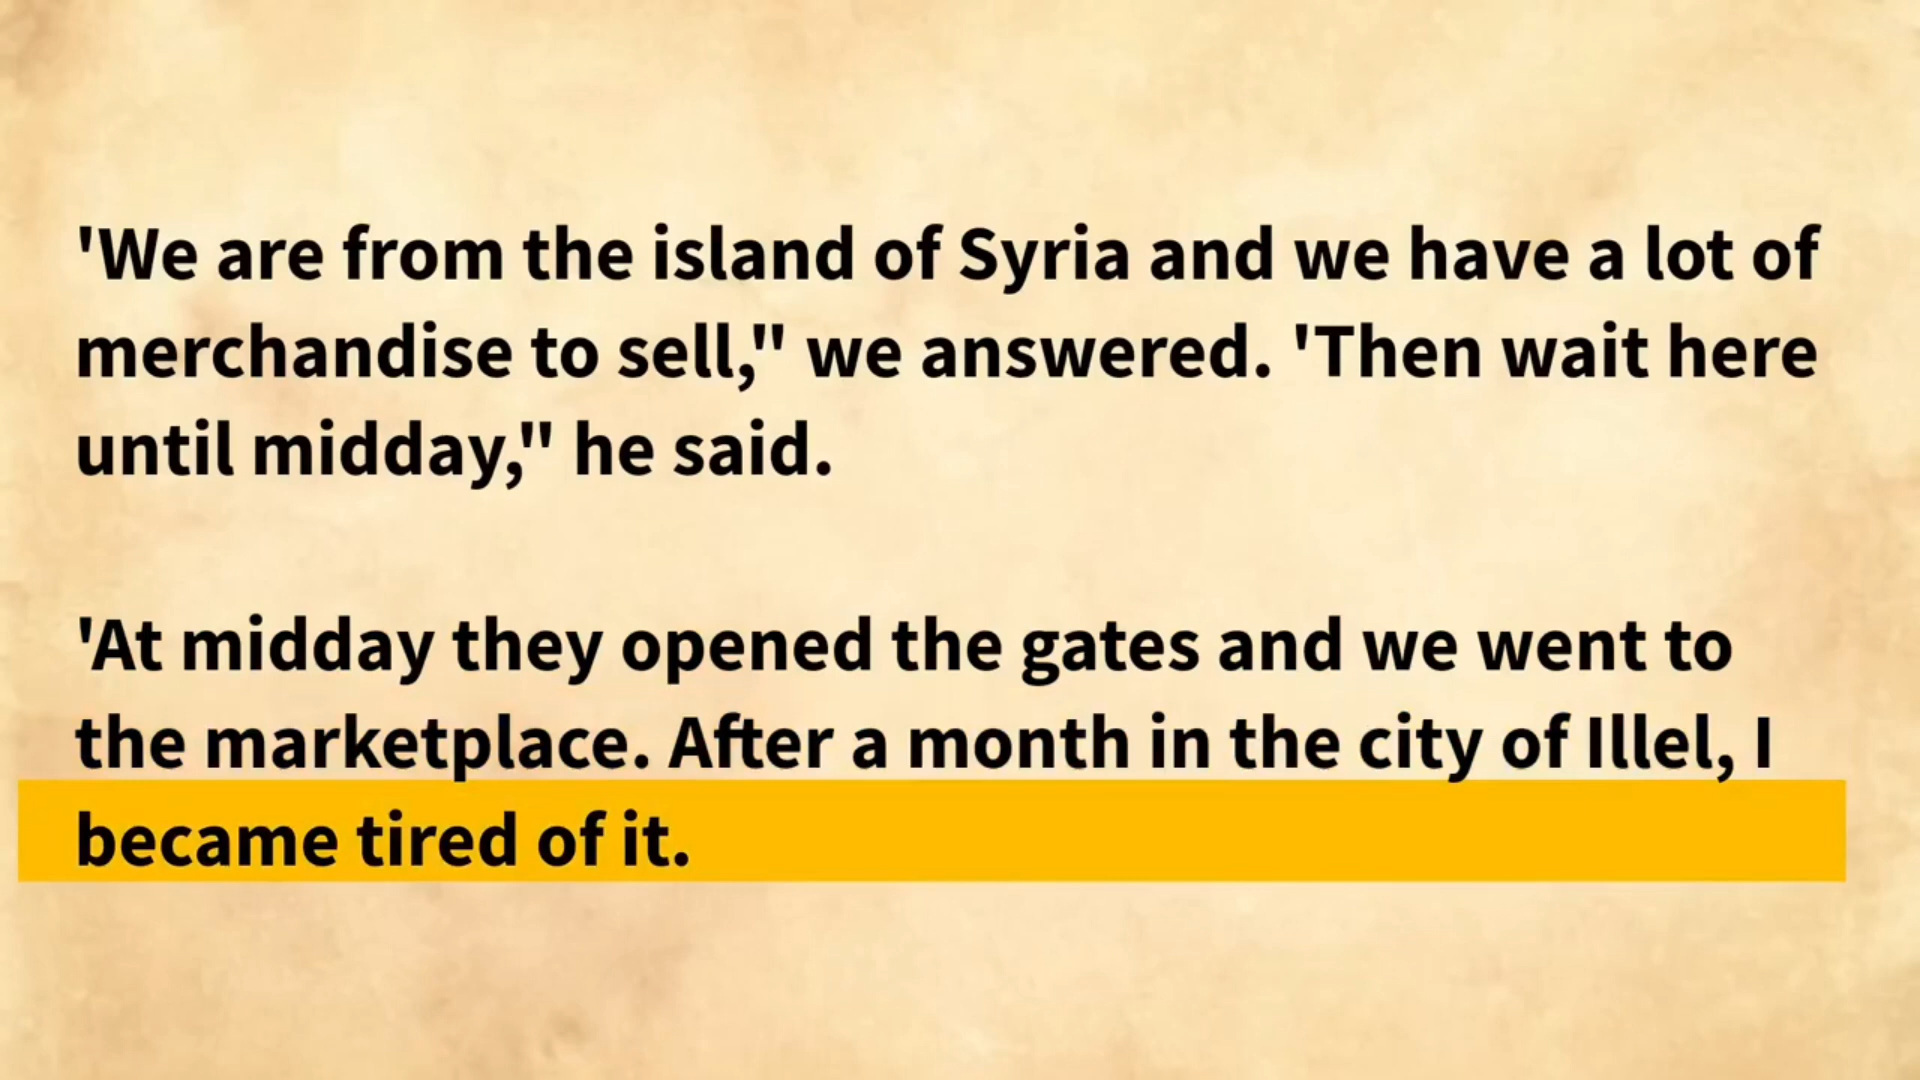 'We are from the island of Syria and we have a lot of
merchandise to sell," we answered. 'Then wait here
until midday," he said.
'At midday they opened the gates and we went to
the marketplace. After a month in the city of Illel, I
became tired of it.